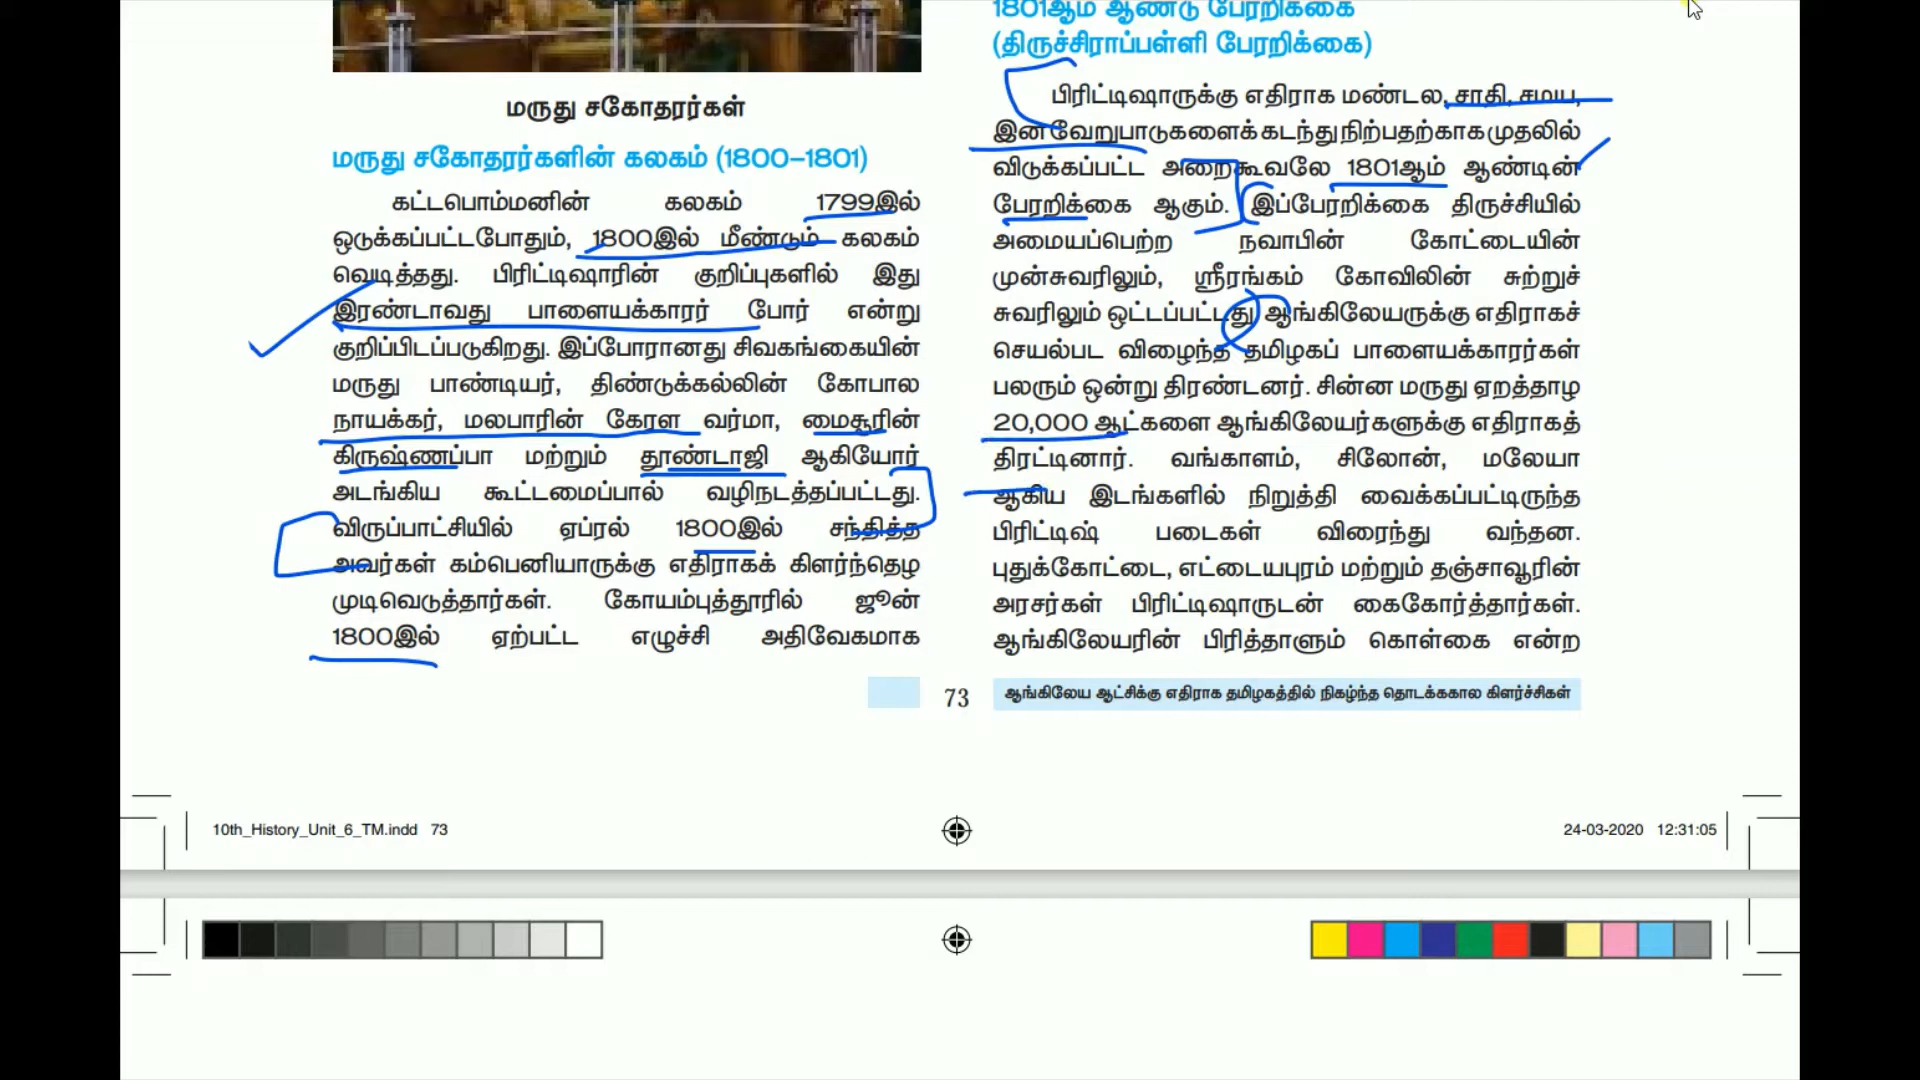 மருது சகோதரர்கள்
மருது சகோதரர்களின் கலகம் (1800–1801)
கட்டபொம்மனின் கலகம் 1799இல்
ஒடுக்கப்பட்டபோதும், 1800இல் மீண்டும் கலகம்
வெடித்தது. பிரிட்டிஷாரின் குறிப்புகளில் இது
இரண்டாவது பாளையக்காரர் போர் என்று
குறிப்பிடப்படுகிறது. இப்போரானது சிவகங்கையின்
மருது பாண்டியர், திண்டுக்கல்லின் கோபால
நாயக்கர், மலபாரின் கேரள வர்மா, மைசூரின்
கிருஷ்ணப்பா மற்றும் தூண்டாஜி ஆகியோர்
அடங்கிய கூட்டமைப்பால் வழிநடத்தப்பட்டது.
விருப்பாட்சியில் ஏப்ரல் 1800இல் சந்தித்த
அவர்கள் கம்பெனியாருக்கு எதிராகக் கிளர்ந்தெழ
முடிவெடுத்தார்கள். கோயம்புத்தூரில் ஜூன்
1800இல் ஏற்பட்ட எழுச்சி அதிவேகமாக
1801ஆம் ஆண்டு பேரறிக்கை
(திருச்சிராப்பள்ளி பேரறிக்கை)
பிரிட்டிஷாருக்கு எதிராக மண்டல, சாதி, சமய,
இன வேறுபாடுகளைக் கடந்து நிற்பதற்காக முதலில்
விடுக்கப்பட்ட அறைகூவலே 1801ஆம் ஆண்டின்
பேரறிக்கை ஆகும். இப்பேரறிக்கை திருச்சியில்
அமையப்பெற்ற நவாபின் கோட்டையின்
முன்சுவரிலும், ஸ்ரீரங்கம் கோவிலின் சுற்றுச்
சுவரிலும் ஒட்டப்பட்டது. ஆங்கிலேயருக்கு எதிராகச்
செயல்பட விழைந்த தமிழகப் பாளையக்காரர்கள்
பலரும் ஒன்று திரண்டனர். சின்ன மருது ஏறத்தாழ
20,000 ஆட்களை ஆங்கிலேயர்களுக்கு எதிராகத்
திரட்டினார். வங்காளம், சிலோன், மலேயா
ஆகிய இடங்களில் நிறுத்தி வைக்கப்பட்டிருந்த
பிரிட்டிஷ் படைகள் விரைந்து வந்தன.
புதுக்கோட்டை, எட்டையபுரம் மற்றும் தஞ்சாவூரின்
அரசர்கள் பிரிட்டிஷாருடன் கைகோர்த்தார்கள்.
ஆங்கிலேயரின் பிரித்தாளும் கொள்கை என்ற
73 ஆங்கிலேய ஆட்சிக்கு எதிராக தமிழகத்தில் நிகழ்ந்த தொடக்ககால கிளர்ச்சிகள்
10th_History_Unit_6_TM.indd 73 24-03-2020 12:31:05